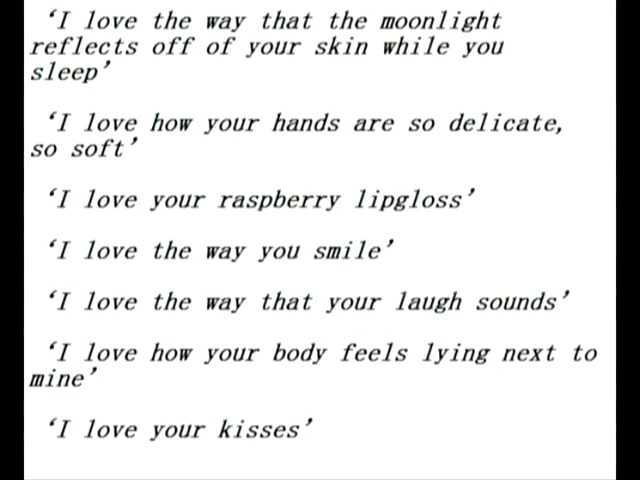 ‘I love the way that the moonlight
reflects off of your skin while you
sleep’
‘I love how your hands are so delicate,
so soft’
‘I love your raspberry lipgloss’
‘I love the way you smile’
‘I love the way that your laugh sounds’
‘I love how your body feels lying next to
mine’
‘I love your kisses’